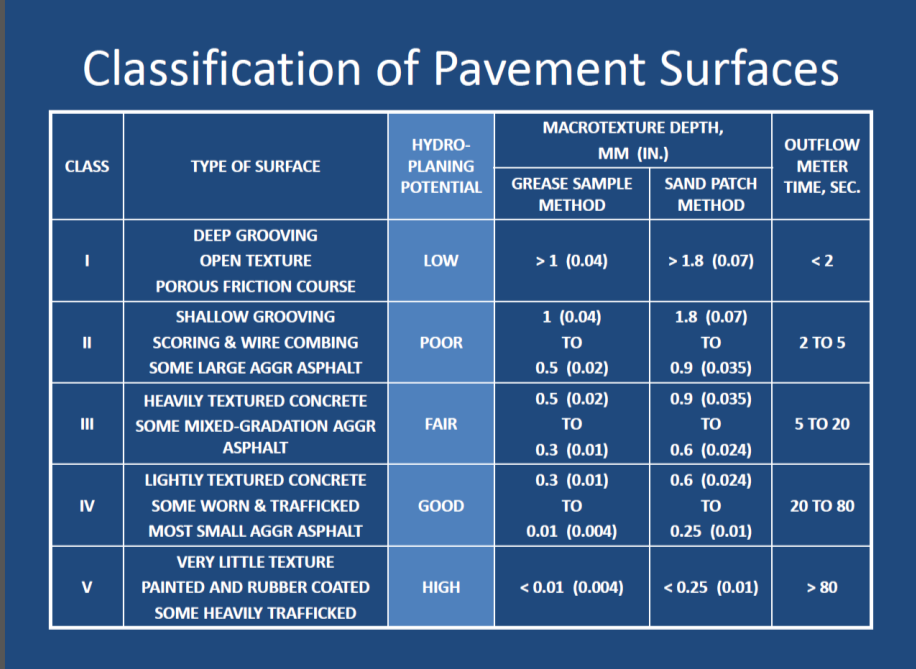 Classification of Pavement Surfaces
CLASS
TYPE OF SURFACE
HYDRO-
PLANING
POTENTIAL
MACROTEXTURE DEPTH,
MM (IN.)
GREASE SAMPLE
METHOD
SAND PATCH
METHOD
OUTFLOW
METER
TIME, SEC.
I
DEEP GROOVING
OPEN TEXTURE
POROUS FRICTION COURSE
LOW
> 1 (0.04)
> 1.8 (0.07)
< 2
II
SHALLOW GROOVING
SCORING & WIRE COMBING
SOME LARGE AGGR ASPHALT
POOR
1 (0.04)
TO
0.5 (0.02)
1.8 (0.07)
TO
0.9 (0.035)
2 TO 5
III
HEAVILY TEXTURED CONCRETE
SOME MIXED-GRADATION AGGR
ASPHALT
FAIR
0.5 (0.02)
TO
0.3 (0.01)
0.9 (0.035)
TO
0.6 (0.024)
5 TO 20
IV
LIGHTLY TEXTURED CONCRETE
SOME WORN & TRAFFICKED
MOST SMALL AGGR ASPHALT
GOOD
0.3 (0.01)
TO
0.01 (0.004)
0.6 (0.024)
TO
0.25 (0.01)
20 TO 80
V
VERY LITTLE TEXTURE
PAINTED AND RUBBER COATED
SOME HEAVILY TRAFFICKED
HIGH
< 0.01 (0.004)
< 0.25 (0.01)
> 80